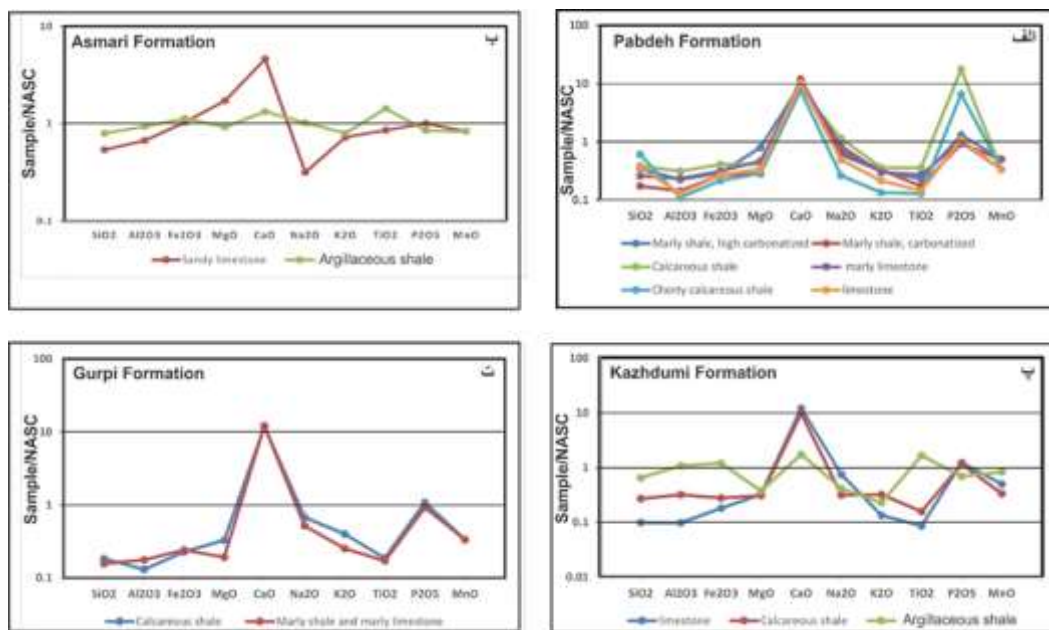 Asmari Formation
ب
Sample/NASC
10
1
0.1
SiO2 Al2O3 Fe2O3 MgO CaO Na2O K2O TiO2 P2O5 MnO
Sandy limestone Argillaceous shale
Pabdeh Formation
الف
Sample/NASC
100
10
1
0.1
SiO2 Al2O3 Fe2O3 MgO CaO Na2O K2O TiO2 P2O5 MnO
Marly shale, high carbonatized Marly shale, carbonatized
Calcareous shale marly limestone
Cherty calcareous shale limestone
Gurpi Formation
ت
Sample/NASC
100
10
1
0.1
SiO2 Al2O3 Fe2O3 MgO CaO Na2O K2O TiO2 P2O5 MnO
Calcareous shale Marly shale and marly limestone
Kazhdumi Formation
پ
Sample/NASC
100
10
1
0.1
0.01
SiO2 Al2O3 Fe2O3 MgO CaO Na2O K2O TiO2 P2O5 MnO
limestone Calcareous shale Argillaceous shale